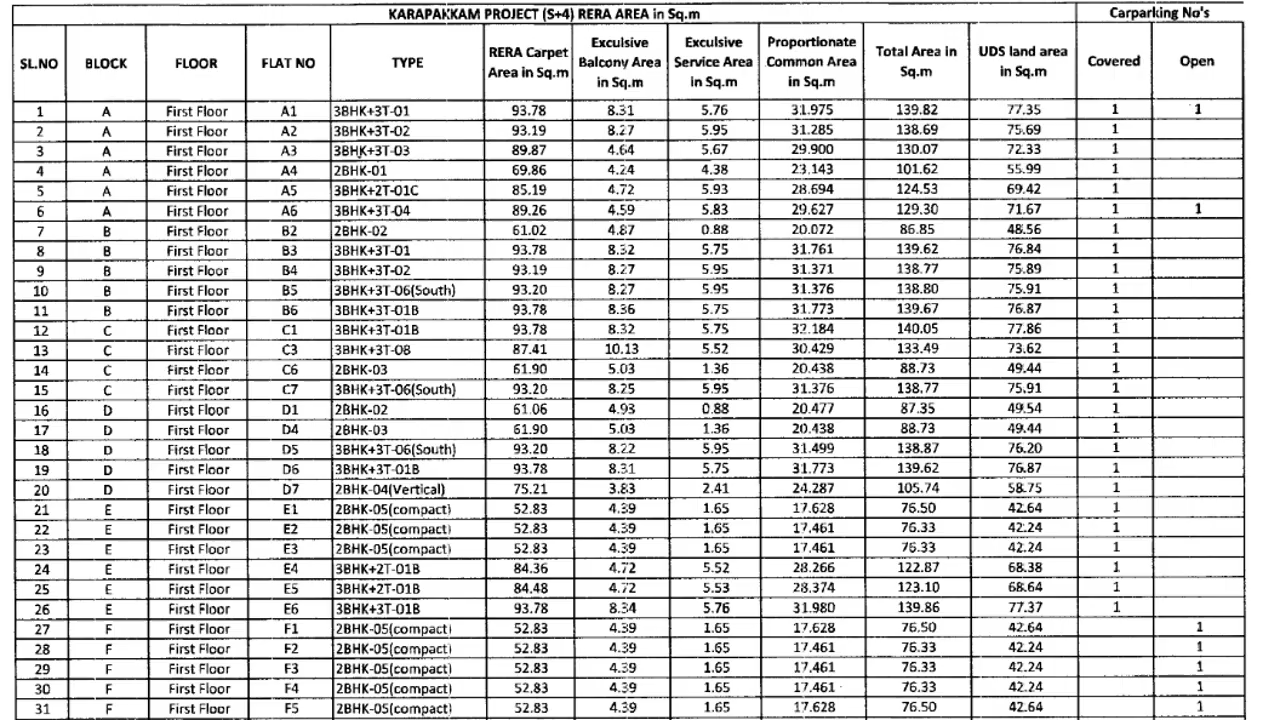 KARAPAKKAM PROJECT (S+4) RERA AREA in Sq.m Carparking No's
SL.NO BLOCK FLOOR FLAT NO TYPE RERA Carpet Area in Sq.m Exculsive Balcony Area in Sq.m Exculsive Service Area in Sq.m Proportionate Common Area in Sq.m Total Area in Sq.m UDS land area in Sq.m Covered Open
1 A First Floor A1 3BHK+3T-01 93.78 8.31 5.76 31.975 139.82 77.35 1 1
2 A First Floor A2 3BHK+3T-02 93.19 8.27 5.95 31.285 138.69 75.69 1
3 A First Floor A3 3BHK+3T-03 89.87 4.64 5.67 29.900 130.07 72.33 1
4 A First Floor A4 2BHK-01 69.86 4.24 4.38 23.143 101.62 55.99 1
5 A First Floor A5 3BHK+2T-01C 85.19 4.72 5.93 28.694 124.53 69.42 1
6 A First Floor A6 3BHK+3T-04 89.26 4.59 5.83 29.627 129.30 71.67 1 1
7 B First Floor B2 2BHK-02 61.02 4.87 0.88 20.072 86.85 48.56 1
8 B First Floor B3 3BHK+3T-01 93.78 8.32 5.75 31.761 139.62 76.84 1
9 B First Floor B4 3BHK+3T-02 93.19 8.27 5.95 31.371 138.77 75.89 1
10 B First Floor B5 3BHK+3T-06(South) 93.20 8.27 5.95 31.376 138.80 75.91 1
11 B First Floor B6 3BHK+3T-01B 93.78 8.36 5.75 31.773 139.67 76.87 1
12 C First Floor C1 3BHK+3T-01B 93.78 8.32 5.75 32.184 140.05 77.86 1
13 C First Floor C3 3BHK+3T-08 87.41 10.13 5.52 30.429 133.49 73.62 1
14 C First Floor C6 2BHK-03 61.90 5.03 1.36 20.438 88.73 49.44 1
15 C First Floor C7 3BHK+3T-06(South) 93.20 8.25 5.95 31.376 138.77 75.91 1
16 D First Floor D1 2BHK-02 61.06 4.93 0.88 20.477 87.35 49.54 1
17 D First Floor D4 2BHK-03 61.90 5.03 1.36 20.438 88.73 49.44 1
18 D First Floor D5 3BHK+3T-06(South) 93.20 8.22 5.95 31.499 138.87 76.20 1
19 D First Floor D6 3BHK+3T-01B 93.78 8.31 5.75 31.773 139.62 76.87 1
20 D First Floor D7 2BHK-04(Vertical) 75.21 3.83 2.41 24.287 105.74 58.75 1
21 E First Floor E1 2BHK-05(compact) 52.83 4.39 1.65 17.628 76.50 42.64 1
22 E First Floor E2 2BHK-05(compact) 52.83 4.39 1.65 17.461 76.33 42.24 1
23 E First Floor E3 2BHK-05(compact) 52.83 4.39 1.65 17.461 76.33 42.24 1
24 E First Floor E4 3BHK+2T-01B 84.36 4.72 5.52 28.266 122.87 68.38 1
25 E First Floor E5 3BHK+2T-01B 84.48 4.72 5.53 28.374 123.10 68.64 1
26 E First Floor E6 3BHK+3T-01B 93.78 8.34 5.76 31.980 139.86 77.37 1
27 F First Floor F1 2BHK-05(compact) 52.83 4.39 1.65 17.628 76.50 42.64 1
28 F First Floor F2 2BHK-05(compact) 52.83 4.39 1.65 17.461 76.33 42.24 1
29 F First Floor F3 2BHK-05(compact) 52.83 4.39 1.65 17.461 76.33 42.24 1
30 F First Floor F4 2BHK-05(compact) 52.83 4.39 1.65 17.461 76.33 42.24 1
31 F First Floor F5 2BHK-05(compact) 52.83 4.39 1.65 17.628 76.50 42.64 1